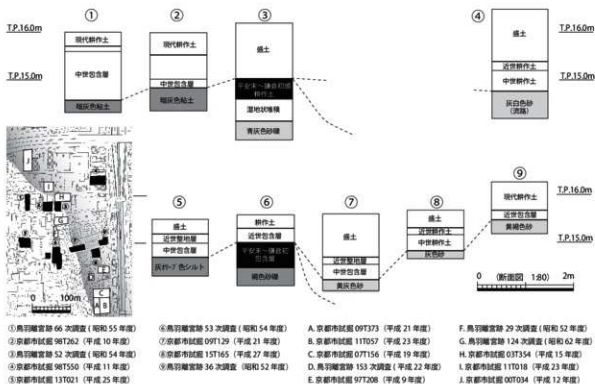 ① ② ③ ④
T.P.16.0m
T.P.15.0m
現代耕作土
中世包含層
暗灰色粘土
現代耕作土
中世包含層
暗灰色粘土
盛土
平安末～鎌倉初頭
耕作土
湿地状堆積
青灰色砂礫
盛土
近世耕作土
中世耕作土
灰白色砂
(流路)
T.P.16.0m
T.P.15.0m
J
I
H
G
F
E
D
C
A B
0 100m
⑤ ⑥ ⑦ ⑧ ⑨
盛土
近世整地層
中世包含層
灰オリーブ色シルト
耕作土
近世包含層
平安末～鎌倉初
包含層
褐色砂礫
盛土
近世整地層
中世包含層
黄灰色砂
盛土
近世耕作土
中世耕作土
灰色砂
現代耕作土
近世包含層
黄褐色砂
T.P.16.0m
T.P.15.0m
0 (断面図 1:80) 2m
①鳥羽離宮跡 66 次調査 ( 昭和 55 年度)
②京都市試掘 98T262 (平成 10 年度)
③鳥羽離宮跡 52 次調査 ( 昭和 54 年度)
④京都市試掘 98T550 (平成 11 年度)
⑤京都市試掘 13T021 (平成 25 年度)
⑥鳥羽離宮跡 53 次調査 ( 昭和 54 年度)
⑦京都市試掘 09T129 (平成 21 年度)
⑧京都市試掘 15T165 (平成 27 年度)
⑨鳥羽離宮跡 36 次調査 (昭和 52 年度)
A. 京都市試掘 09T373 (平成 21 年度)
B. 京都市試掘 11T057 (平成 23 年度)
C. 京都市試掘 07T156 (平成 19 年度)
D. 鳥羽離宮跡 153 次調査 ( 平成 22 年度)
E. 京都市試掘 97T208 (平成 9 年度)
F. 鳥羽離宮跡 29 次調査 ( 昭和 52 年度)
G. 鳥羽離宮跡 124 次調査 (昭和 62 年度)
H. 京都市試掘 03T354 (平成 15 年度)
I. 京都市試掘 11T018 (平成 23 年度)
J. 京都市試掘 00T034 (平成 12 年度)